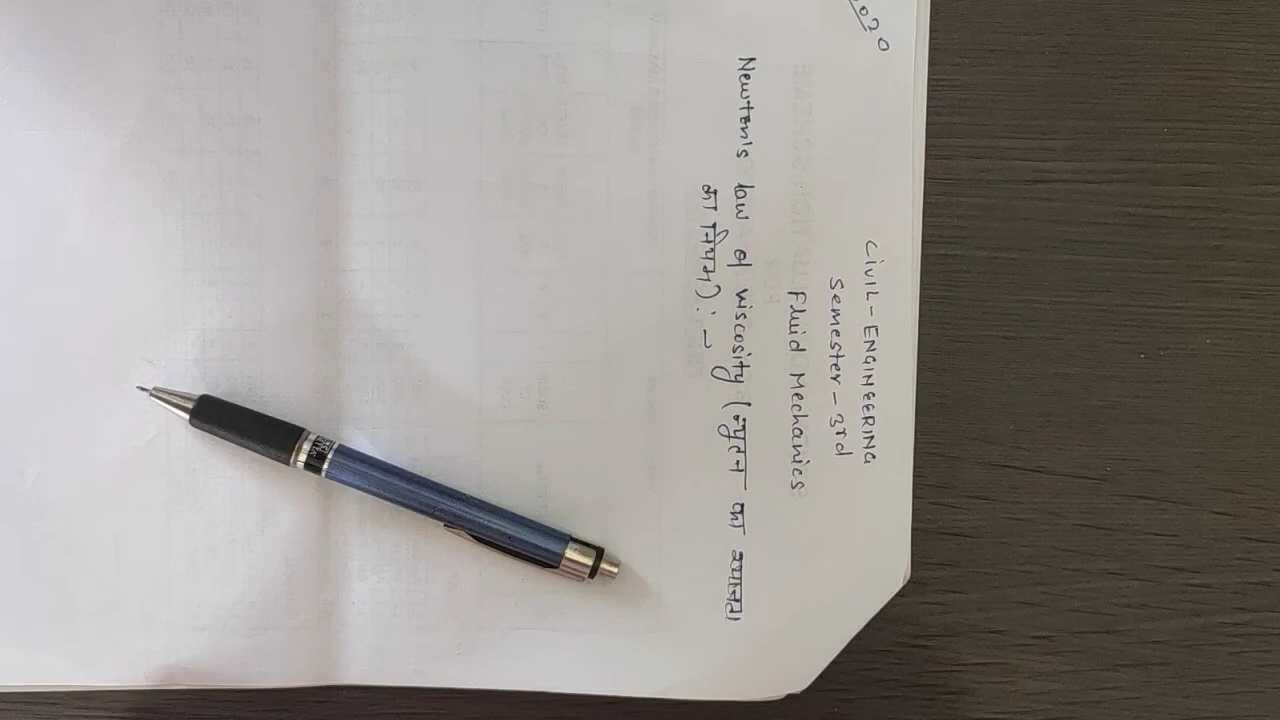 2020
CIVIL-ENGINEERING
Semester - 3rd
Fluid Mechanics
Newton's law of viscosity (न्युटन का श्यानता
का नियम) : -